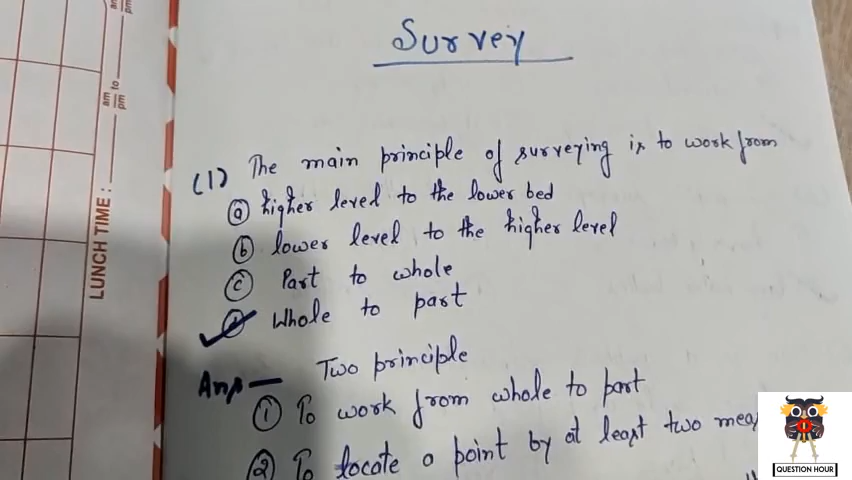 Survey
(1) The main principle of surveying is to work from
(a) higher level to the lower bed
(b) lower level to the higher level
(c) Part to whole
(d) Whole to part
Ans— Two principle
(1) To work from whole to part
(2) To locate a point by at least two
LUNCH TIME :
am
pm
to
am
pm
QUESTION HOUR